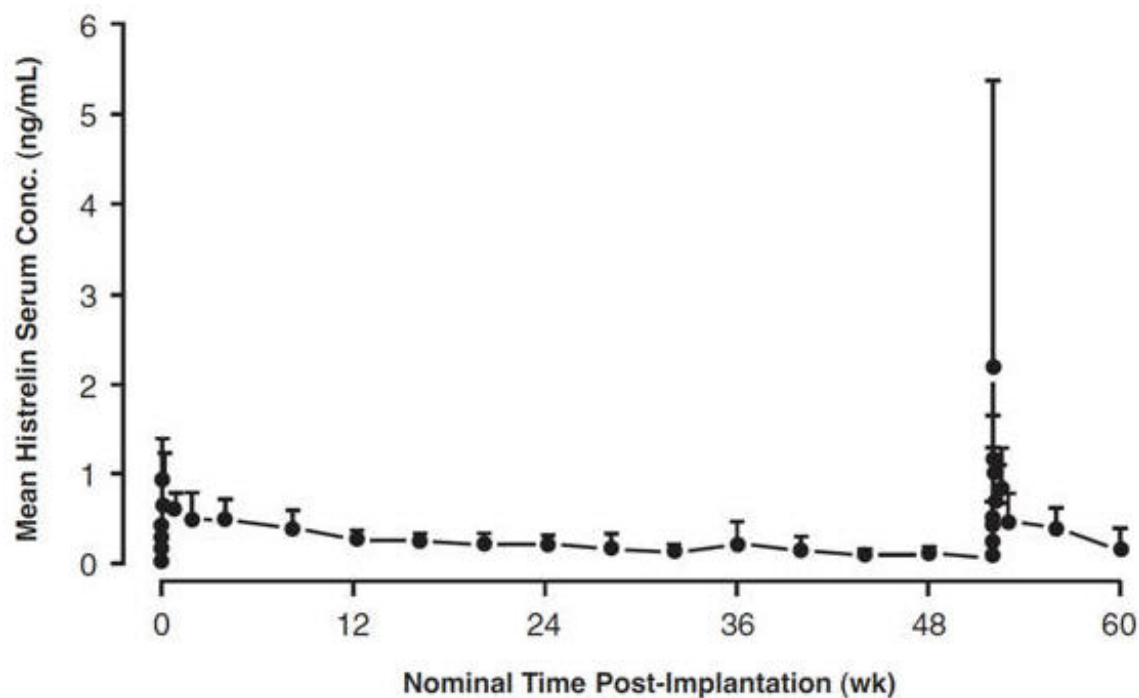 Mean Histrelin Serum Conc. (ng/mL)
6
5
4
3
2
1
0
0 12 24 36 48 60
Nominal Time Post-Implantation (wk)